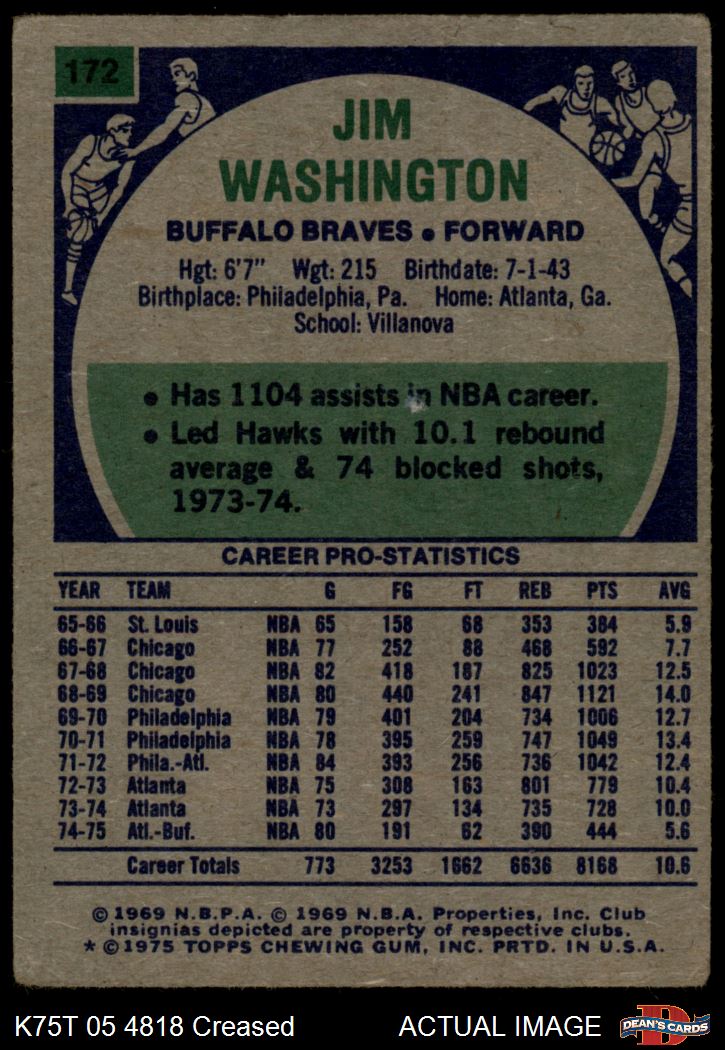 172
JIM
WASHINGTON
BUFFALO BRAVES • FORWARD
Hgt: 6'7" Wgt: 215 Birthdate: 7-1-43
Birthplace: Philadelphia, Pa. Home: Atlanta, Ga.
School: Villanova
• Has 1104 assists in NBA career.
• Led Hawks with 10.1 rebound
average & 74 blocked shots,
1973-74.
CAREER PRO-STATISTICS
YEAR TEAM G FG FT REB PTS AVG
65-66 St. Louis NBA 65 158 68 353 384 5.9
66-67 Chicago NBA 77 252 88 468 592 7.7
67-68 Chicago NBA 82 418 187 825 1023 12.5
68-69 Chicago NBA 80 440 241 847 1121 14.0
69-70 Philadelphia NBA 79 401 204 734 1006 12.7
70-71 Philadelphia NBA 78 395 259 747 1049 13.4
71-72 Phila.-Atl. NBA 84 393 256 736 1042 12.4
72-73 Atlanta NBA 75 308 163 801 779 10.4
73-74 Atlanta NBA 73 297 134 735 728 10.0
74-75 Atl.-Buf. NBA 80 191 62 390 444 5.6
Career Totals 773 3253 1662 6636 8168 10.6
© 1969 N.B.P.A. © 1969 N.B.A. Properties, Inc. Club
insignias depicted are property of respective clubs.
* © 1975 TOPPS CHEWING GUM, INC. PRTD. IN U.S.A.
K75T 05 4818 Creased ACTUAL IMAGE
D
DEAN'S CARDS